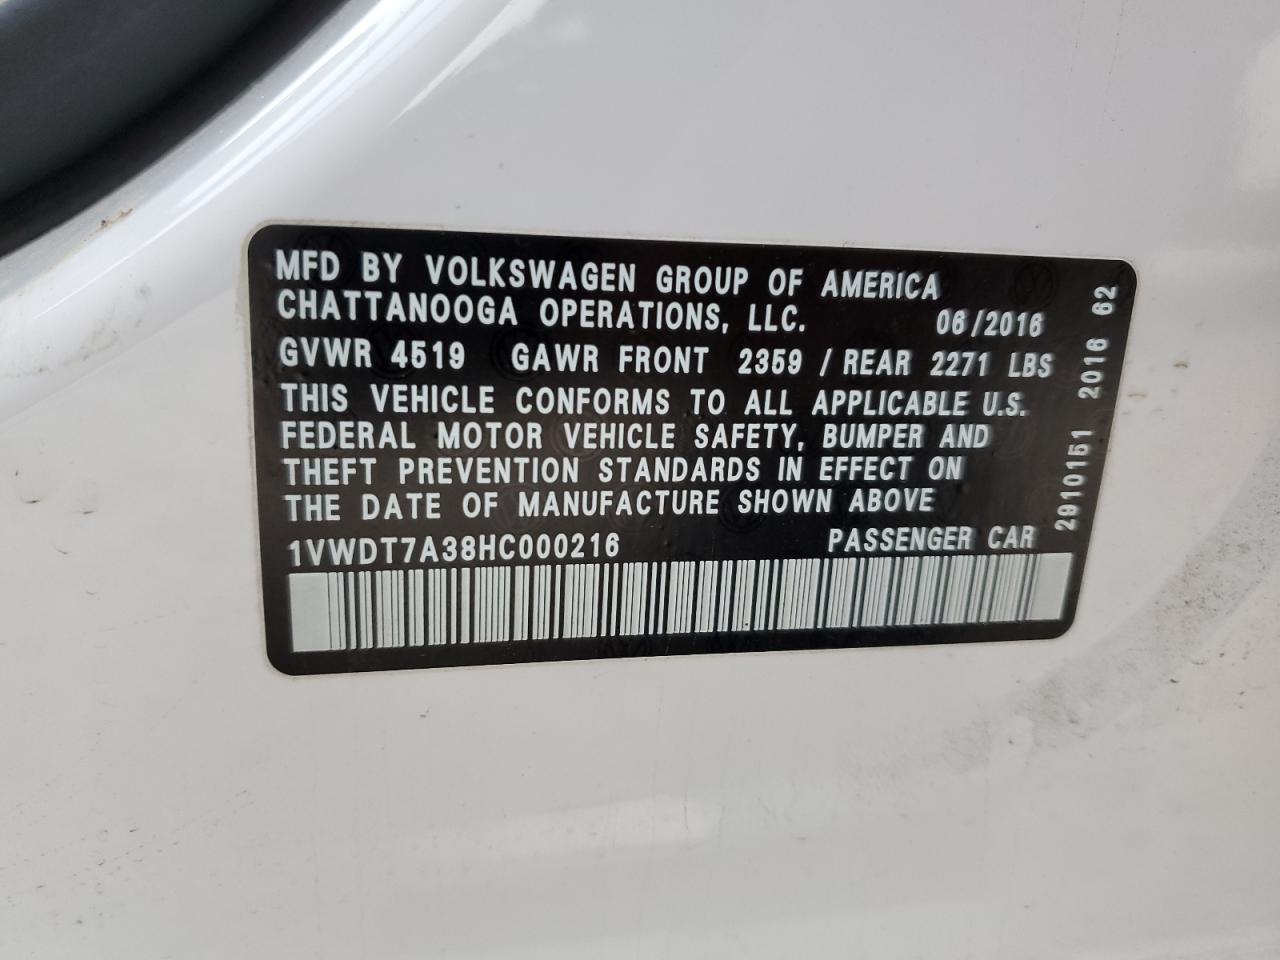 MFD BY VOLKSWAGEN GROUP OF AMERICA
CHATTANOOGA OPERATIONS, LLC. 06/2016
GVWR 4519 GAWR FRONT 2359 / REAR 2271 LBS
THIS VEHICLE CONFORMS TO ALL APPLICABLE U.S.
FEDERAL MOTOR VEHICLE SAFETY, BUMPER AND
THEFT PREVENTION STANDARDS IN EFFECT ON
THE DATE OF MANUFACTURE SHOWN ABOVE
1VWDT7A38HC000216 PASSENGER CAR
2910151 2016 62